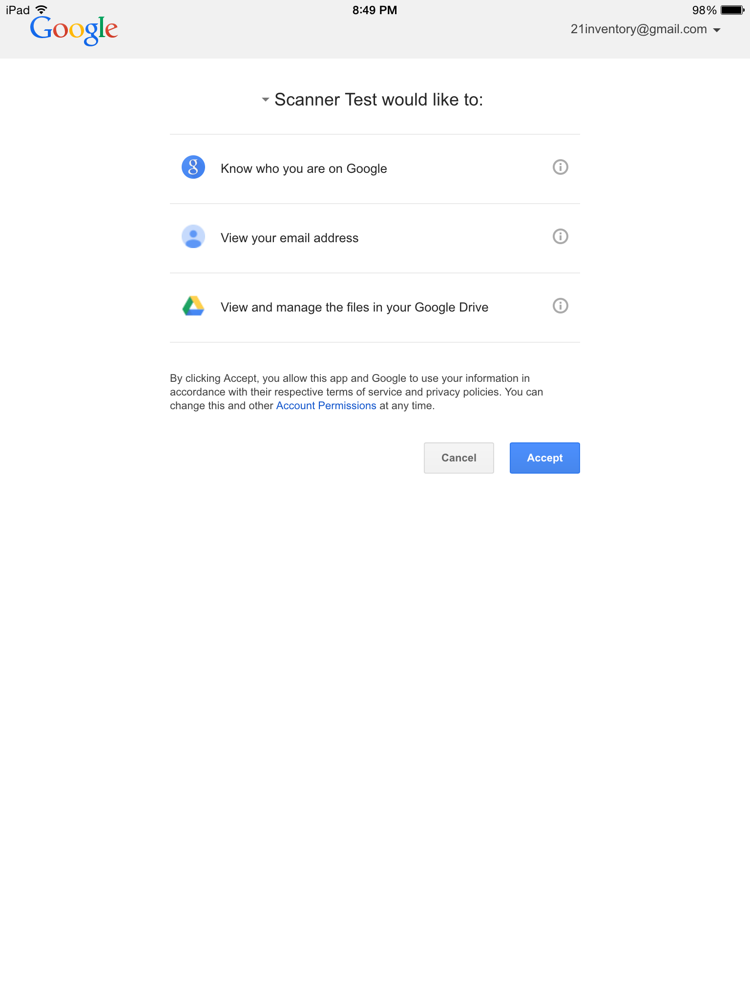 iPad 8:49 PM 98%
Google 21inventory@gmail.com
Scanner Test would like to:
g Know who you are on Google
View your email address
View and manage the files in your Google Drive
By clicking Accept, you allow this app and Google to use your information in
accordance with their respective terms of service and privacy policies. You can
change this and other Account Permissions at any time.
Cancel Accept